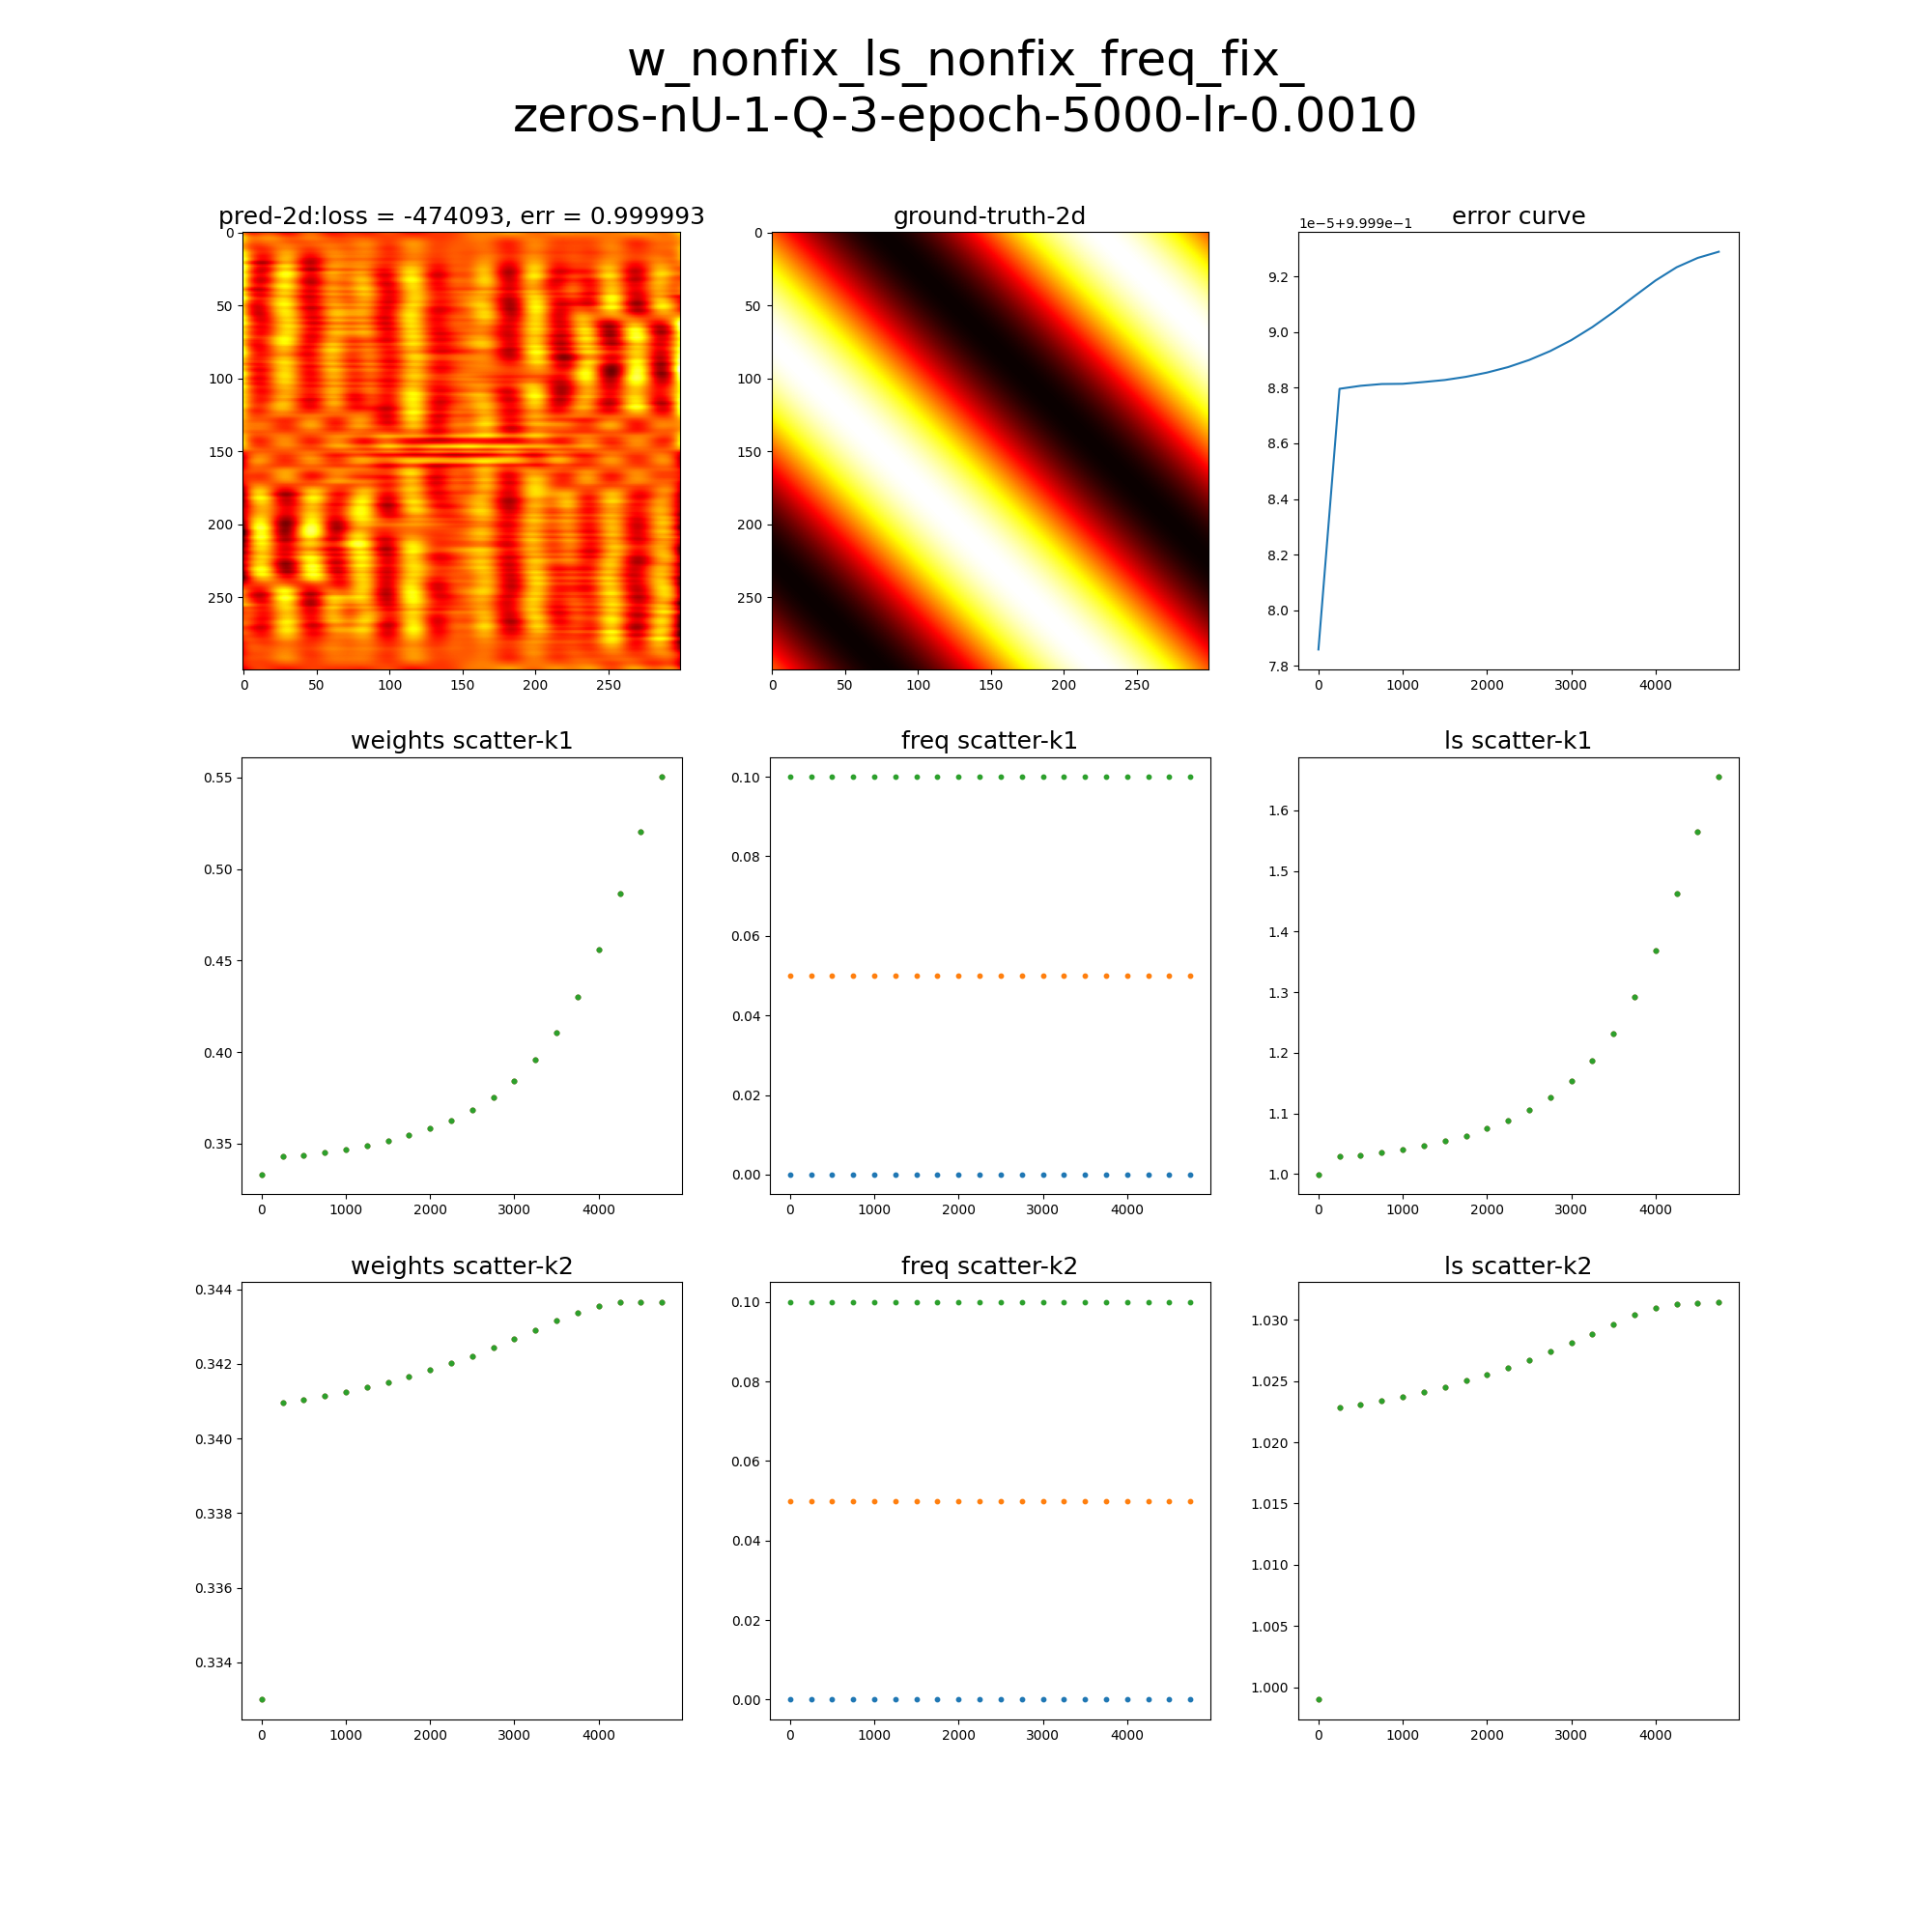 w_nonfix_ls_nonfix_freq_fix_
zeros-nU-1-Q-3-epoch-5000-lr-0.0010
pred-2d:loss = -474093, err = 0.999993
0
50
100
150
200
250
0 50 100 150 200 250
ground-truth-2d
0
50
100
150
200
250
0 50 100 150 200 250
error curve
1e−5+9.999e−1
9.2
9.0
8.8
8.6
8.4
8.2
8.0
7.8
0 1000 2000 3000 4000
weights scatter-k1
0.55
0.50
0.45
0.40
0.35
0 1000 2000 3000 4000
freq scatter-k1
0.10
0.08
0.06
0.04
0.02
0.00
0 1000 2000 3000 4000
ls scatter-k1
1.6
1.5
1.4
1.3
1.2
1.1
1.0
0 1000 2000 3000 4000
weights scatter-k2
0.344
0.342
0.340
0.338
0.336
0.334
0 1000 2000 3000 4000
freq scatter-k2
0.10
0.08
0.06
0.04
0.02
0.00
0 1000 2000 3000 4000
ls scatter-k2
1.030
1.025
1.020
1.015
1.010
1.005
1.000
0 1000 2000 3000 4000